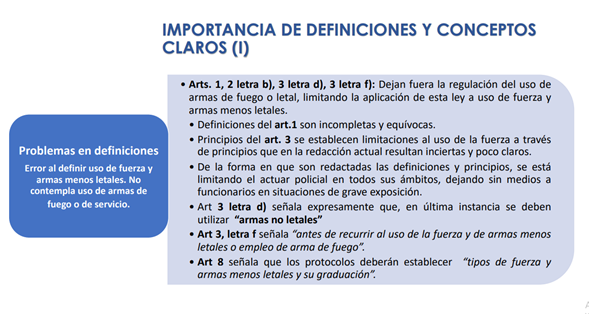 IMPORTANCIA DE DEFINICIONES Y CONCEPTOS
CLAROS (I)
Problemas en definiciones
Error al definir uso de fuerza y
armas menos letales. No
contempla uso de armas de
fuego o de servicio.
• Arts. 1, 2 letra b), 3 letra d), 3 letra f): Dejan fuera la regulación del uso de
armas de fuego o letal, limitando la aplicación de esta ley a uso de fuerza y
armas menos letales.
• Definiciones del art.1 son incompletas y equívocas.
• Principios del art. 3 se establecen limitaciones al uso de la fuerza a través
de principios que en la redacción actual resultan inciertas y poco claros.
• De la forma en que son redactadas las definiciones y principios, se está
limitando el actuar policial en todos sus ámbitos, dejando sin medios a
funcionarios en situaciones de grave exposición.
• Art 3 letra d) señala expresamente que, en última instancia se deben
utilizar “armas no letales”
• Art 3, letra f señala “antes de recurrir al uso de la fuerza y de armas menos
letales o empleo de arma de fuego”.
• Art 8 señala que los protocolos deberán establecer “tipos de fuerza y
armas menos letales y su graduación”.